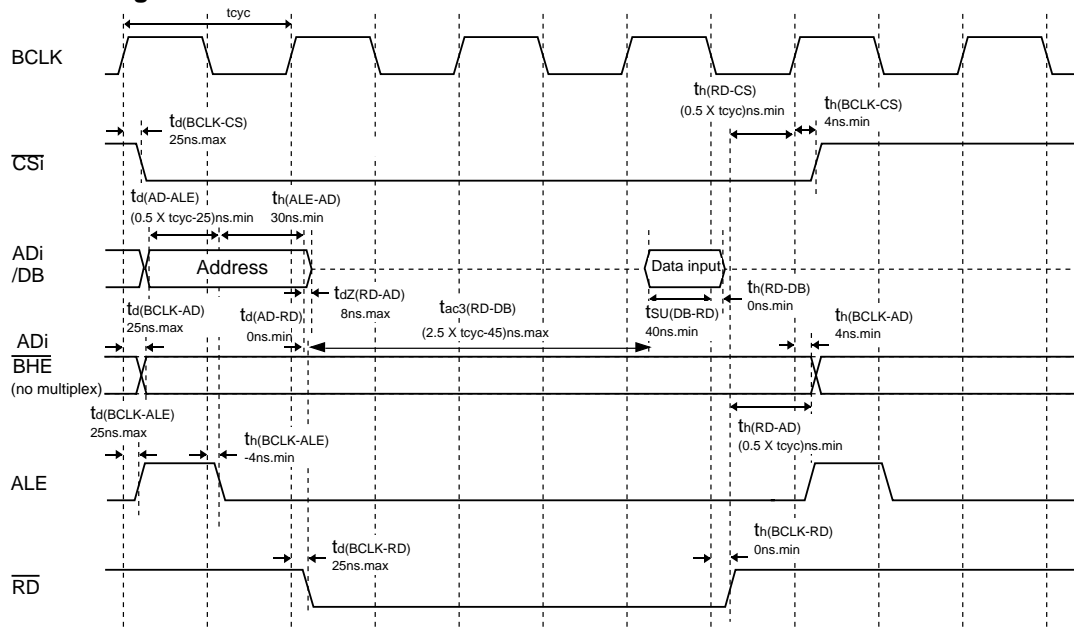 tcyc
BCLK
td(BCLK-CS)
25ns.max
th(RD-CS)
(0.5 X tcyc)ns.min
th(BCLK-CS)
4ns.min
CSi
td(AD-ALE)
(0.5 X tcyc-25)ns.min
th(ALE-AD)
30ns.min
ADi
/DB
Address
Data input
td(BCLK-AD)
25ns.max
td(AD-RD)
0ns.min
tdZ(RD-AD)
8ns.max
tac3(RD-DB)
(2.5 X tcyc-45)ns.max
tSU(DB-RD)
40ns.min
th(RD-DB)
0ns.min
th(BCLK-AD)
4ns.min
ADi
BHE
(no multiplex)
td(BCLK-ALE)
25ns.max
th(BCLK-ALE)
-4ns.min
th(RD-AD)
(0.5 X tcyc)ns.min
ALE
td(BCLK-RD)
25ns.max
th(BCLK-RD)
0ns.min
RD